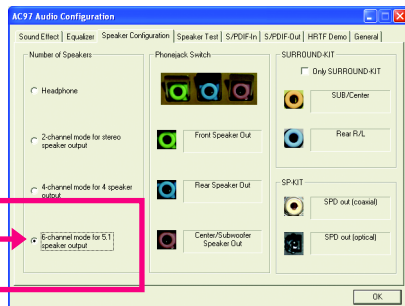 AC97 Audio Configuration
Sound Effect
Equalizer
Speaker Configuration
Speaker Test
S/PDIF-In
S/PDIF-Out
HRTF Demo
General
Number of Speakers
Headphone
2-channel mode for stereo
speaker output
4-channel mode for 4 speaker
output
6-channel mode for 5.1
speaker output
Phonejack Switch
Front Speaker Out
Rear Speaker Out
Center/Subwoofer
Speaker Out
SURROUND-KIT
Only SURROUND-KIT
SUB/Center
Rear R/L
SP-KIT
SPD out (coaxial)
SPD out (optical)
OK